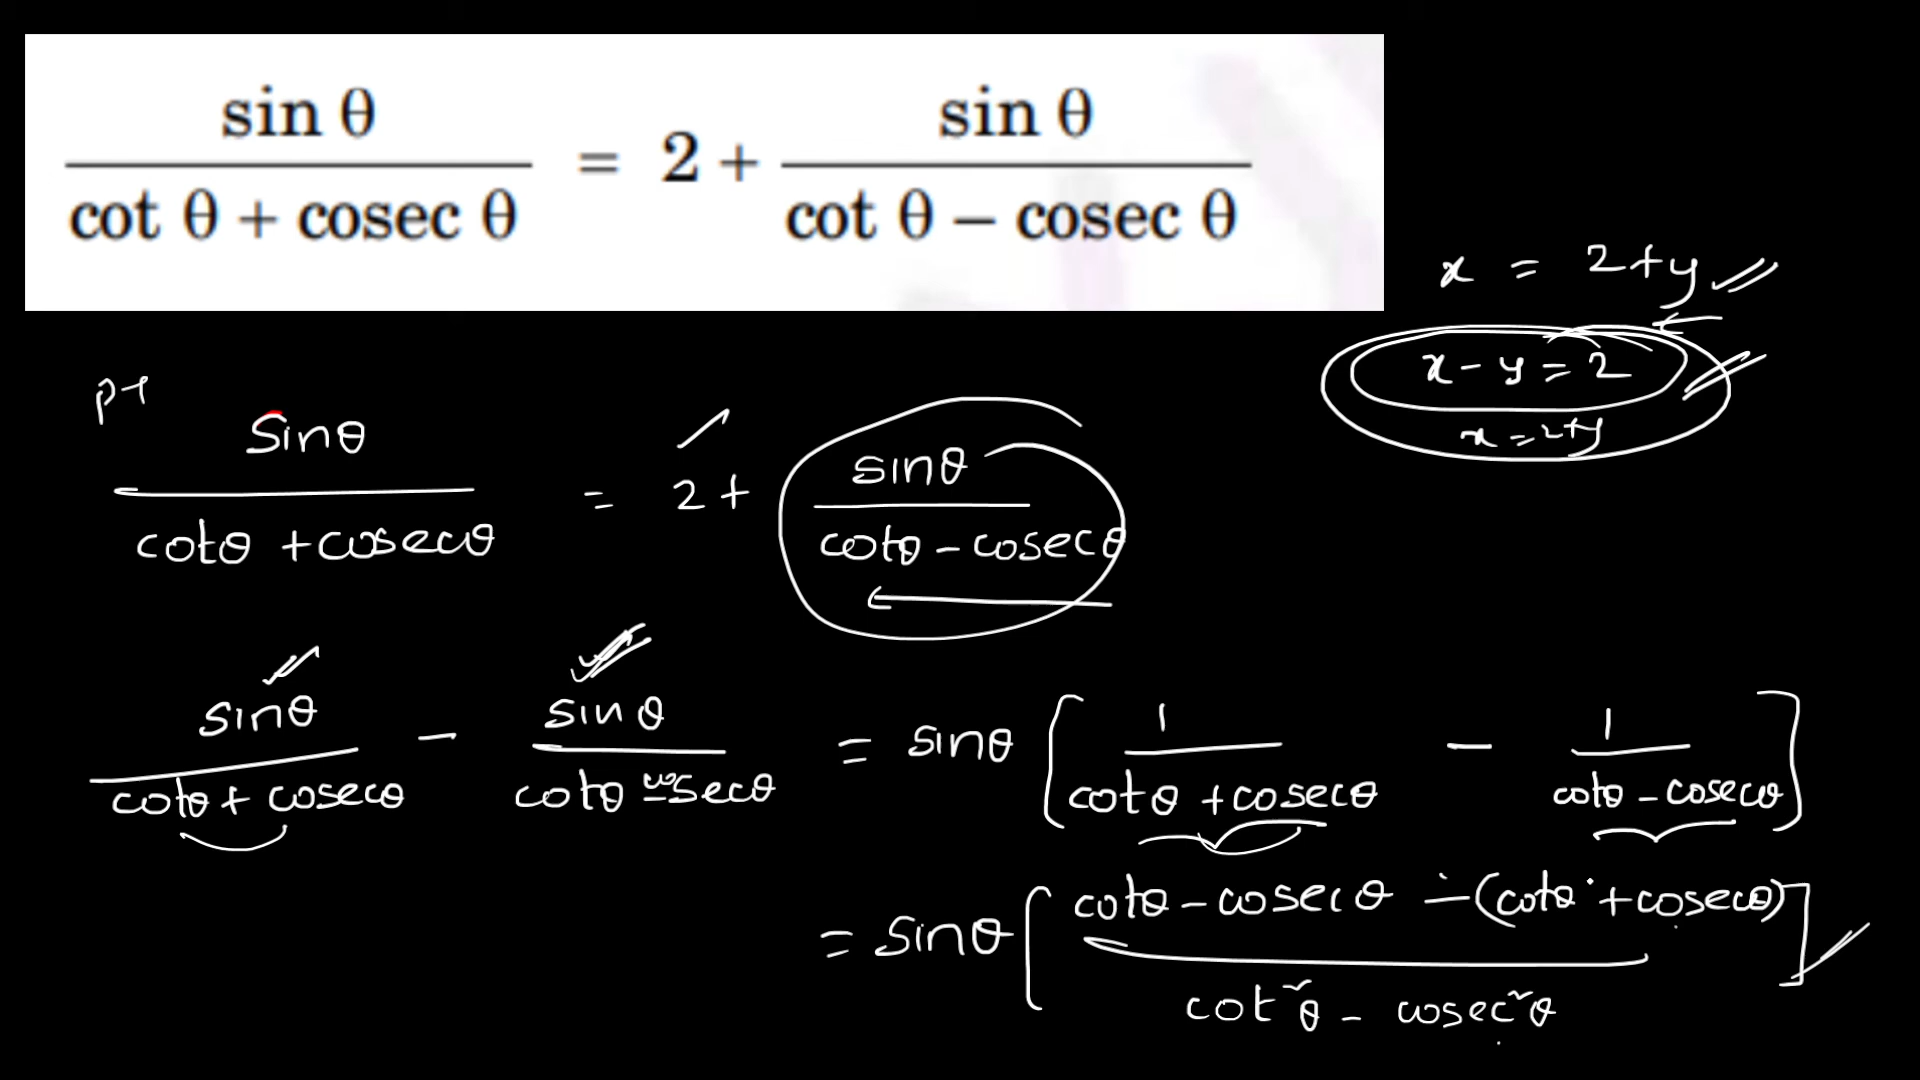 sin θ / cot θ + cosec θ = 2 + sin θ / cot θ – cosec θ
x = 2+y
x - y = 2
x = 2+y
PT
sinθ / cotθ + cosecθ = 2 + sinθ / cotθ - cosecθ
sinθ / cotθ + cosecθ - sinθ / cotθ - cosecθ = sinθ [ 1 / cotθ + cosecθ - 1 / cotθ - cosecθ ]
= sinθ [ cotθ - cosecθ - (cotθ + cosecθ) / cot²θ - cosec²θ ]